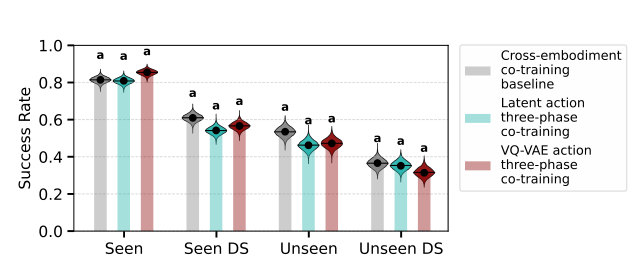 Success Rate
1.0
0.8
0.6
0.4
0.2
0.0
a a a
a a a
a a a
a a a
Seen Seen DS Unseen Unseen DS
Cross-embodiment
co-training
baseline
Latent action
three-phase
co-training
VQ-VAE action
three-phase
co-training